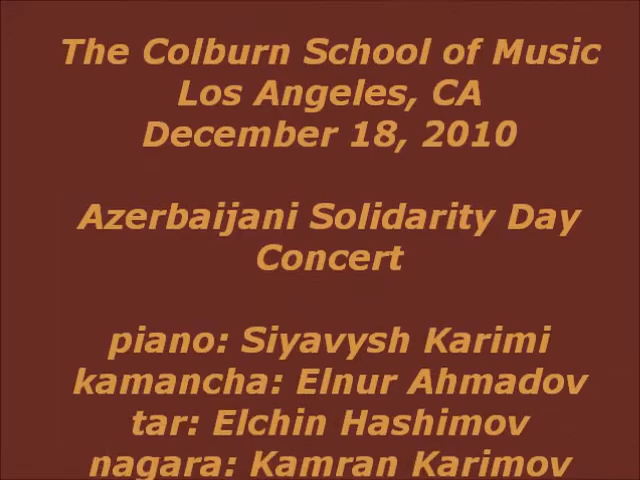 The Colburn School of Music
Los Angeles, CA
December 18, 2010
Azerbaijani Solidarity Day
Concert
piano: Siyavysh Karimi
kamancha: Elnur Ahmadov
tar: Elchin Hashimov
nagara: Kamran Karimov